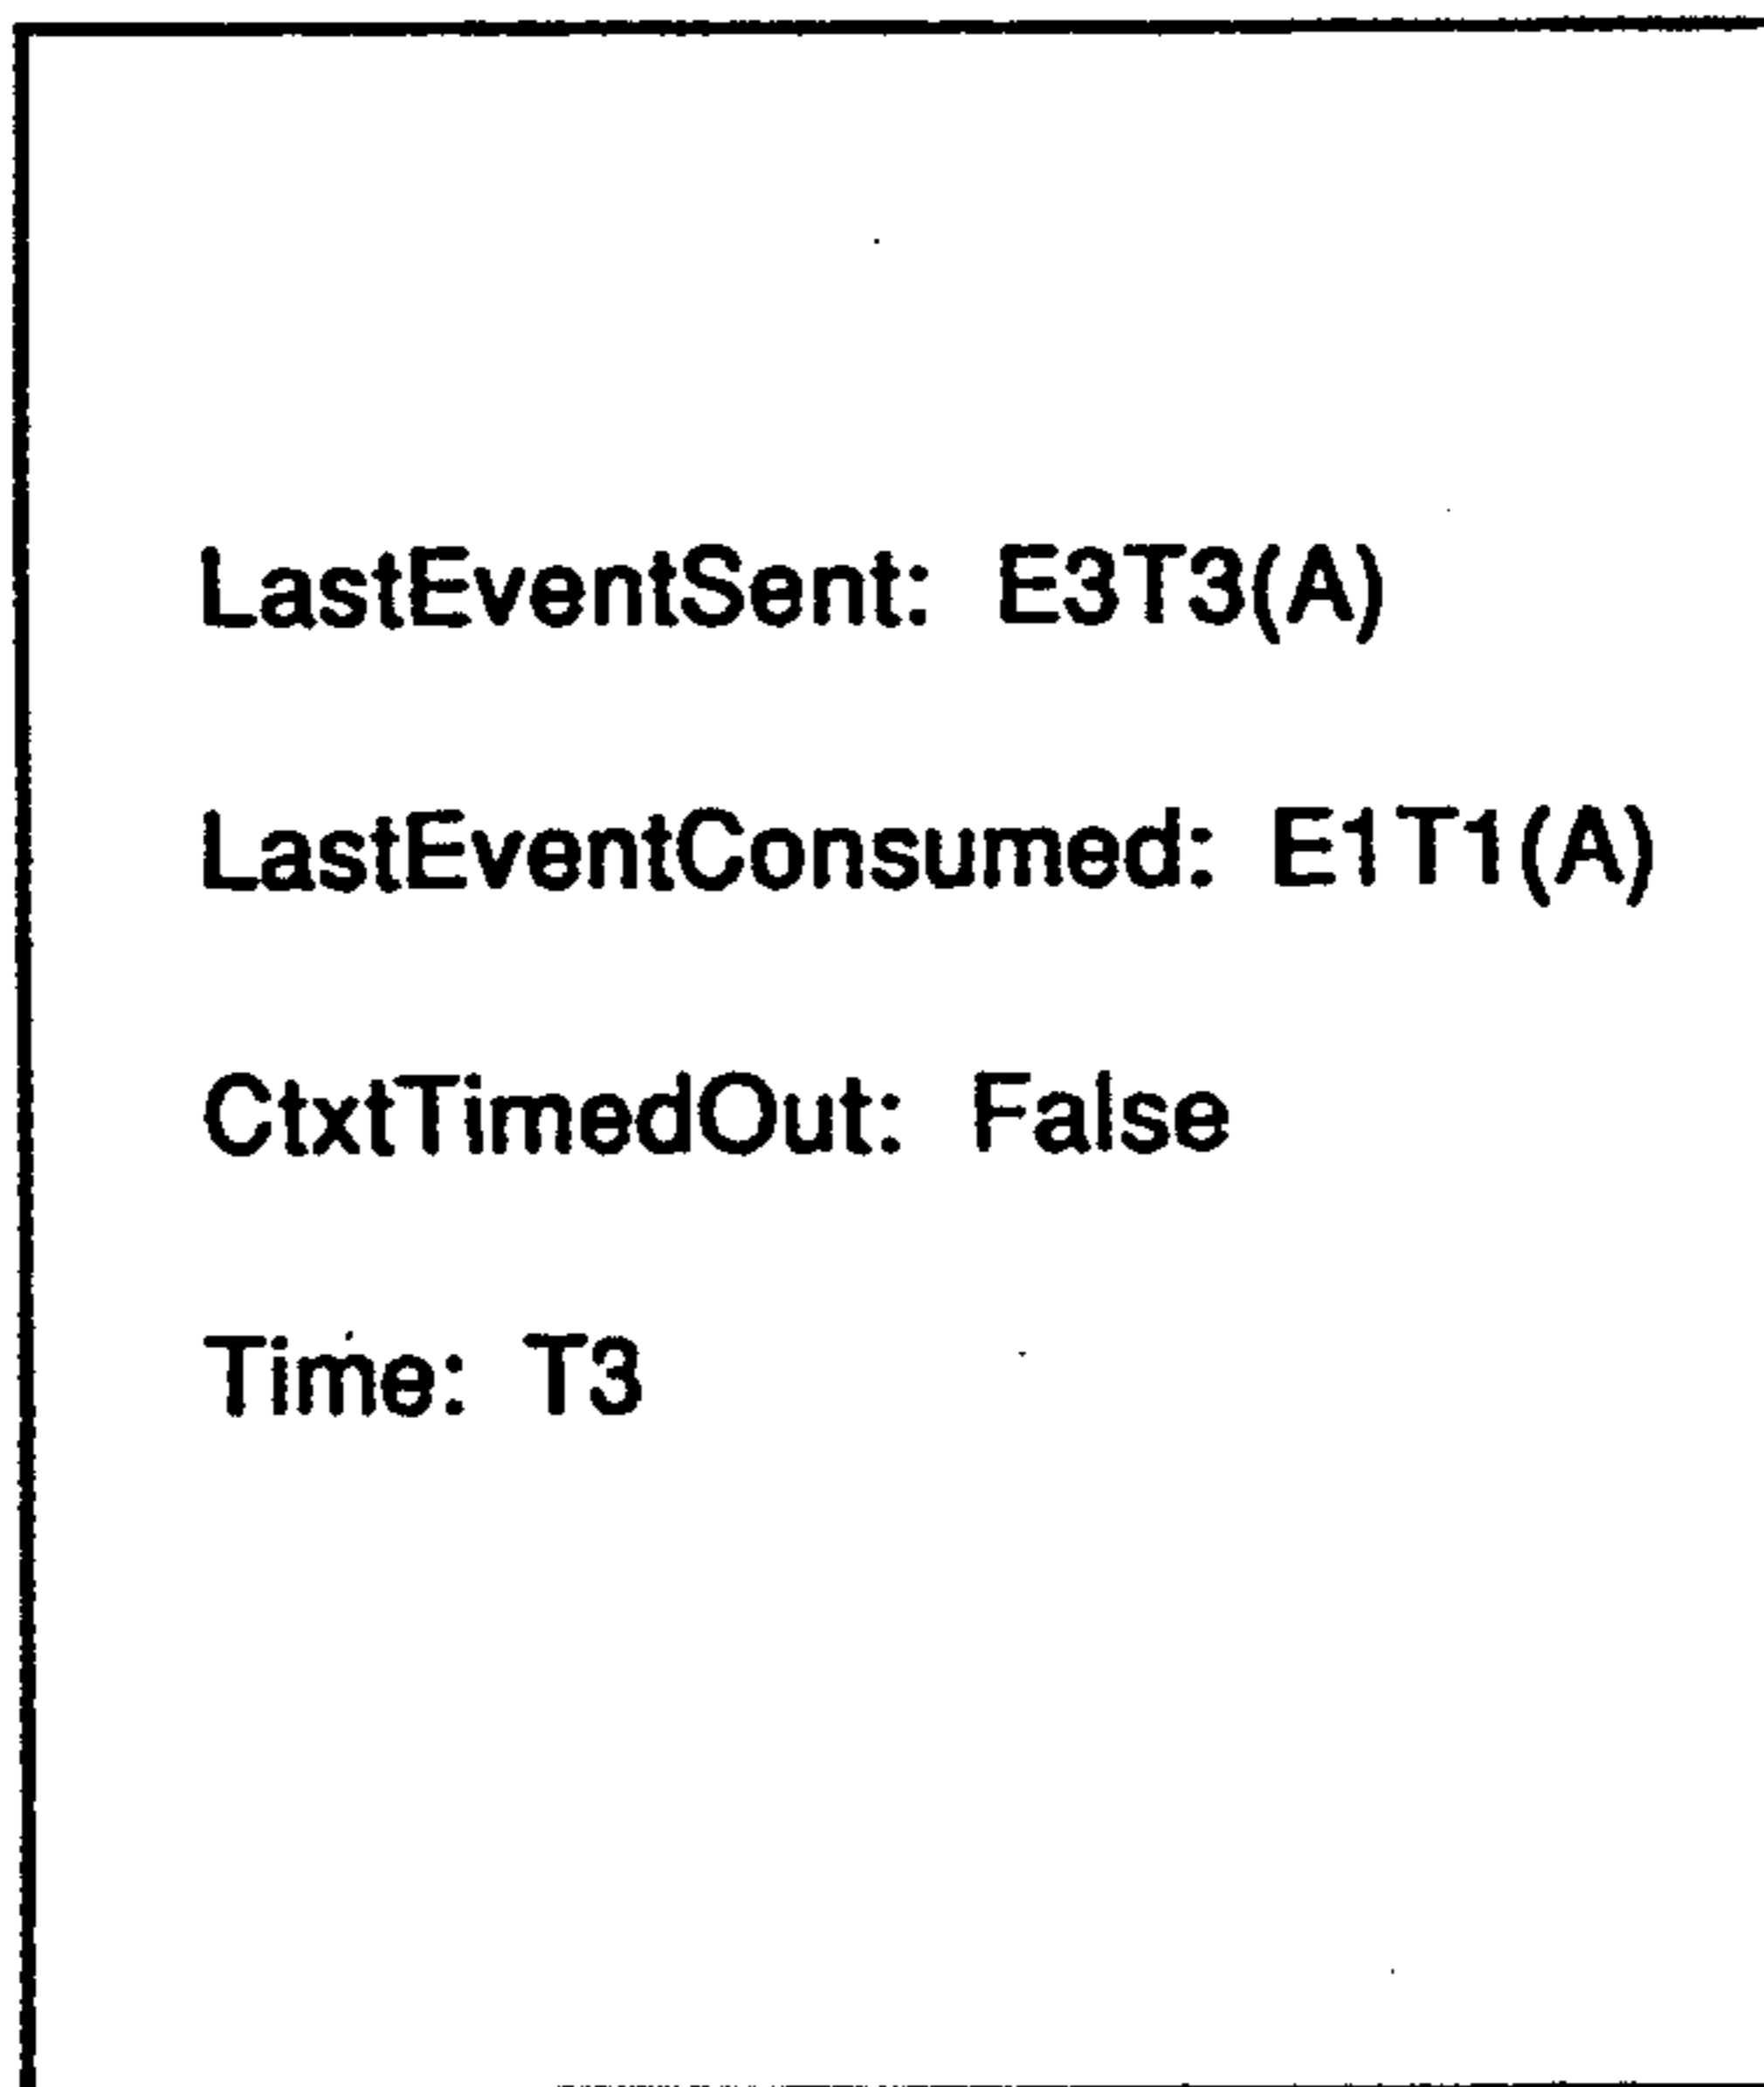 LastEventSent: E3T3(A)
LastEventConsumed: E1T1(A)
CtxtTimedOut: False
Time: T3